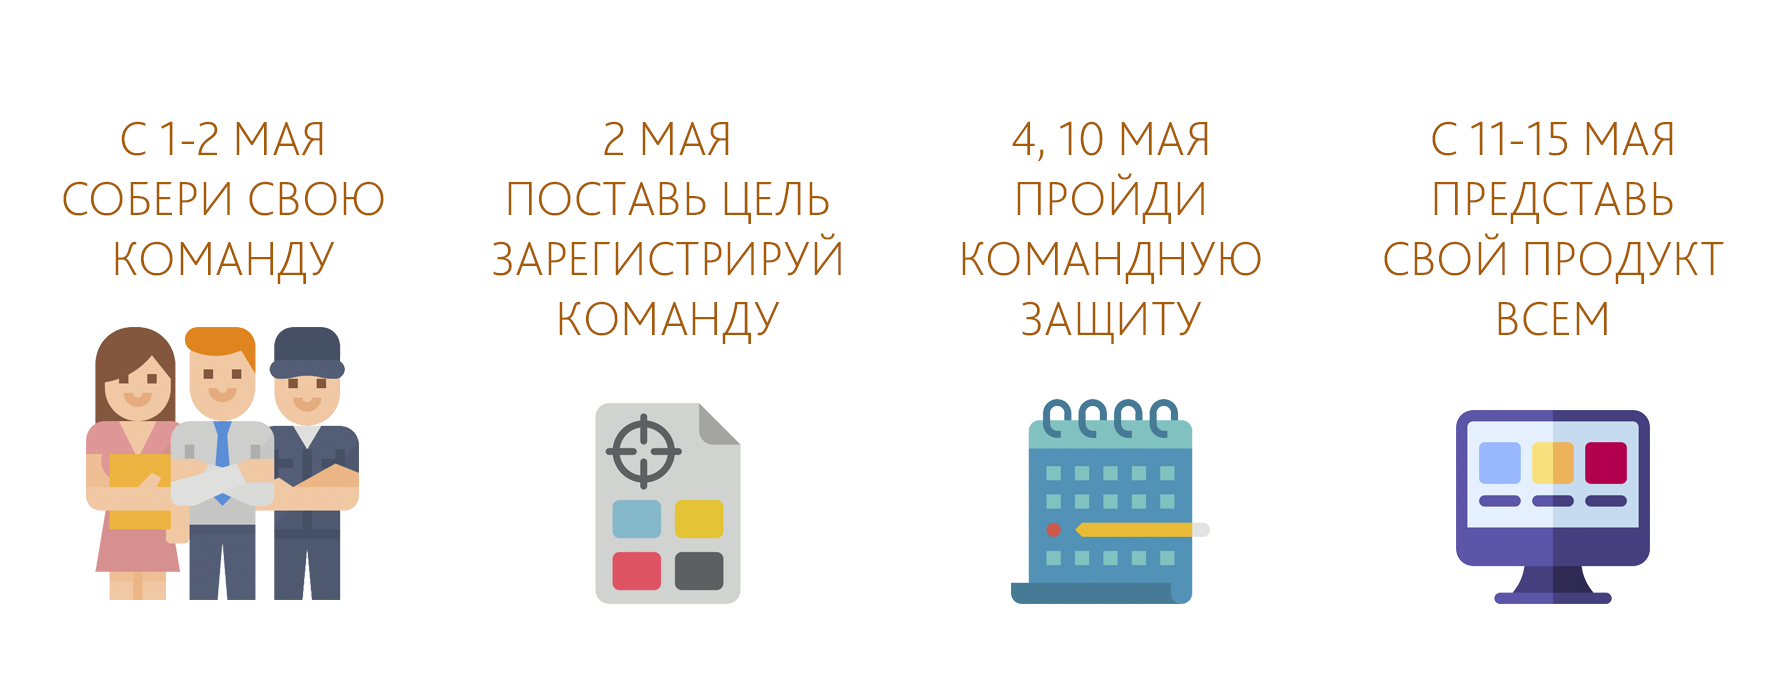 С 1-2 МАЯ
СОБЕРИ СВОЮ
КОМАНДУ
2 МАЯ
ПОСТАВЬ ЦЕЛЬ
ЗАРЕГИСТРИРУЙ
КОМАНДУ
4, 10 МАЯ
ПРОЙДИ
КОМАНДНУЮ
ЗАЩИТУ
С 11-15 МАЯ
ПРЕДСТАВЬ
СВОЙ ПРОДУКТ
ВСЕМ